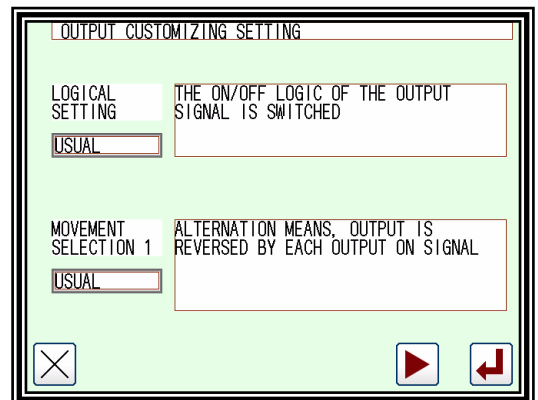 OUTPUT CUSTOMIZING SETTING
LOGICAL
SETTING
THE ON/OFF LOGIC OF THE OUTPUT
SIGNAL IS SWITCHED
USUAL
MOVEMENT
SELECTION 1
ALTERNATION MEANS, OUTPUT IS
REVERSED BY EACH OUTPUT ON SIGNAL
USUAL